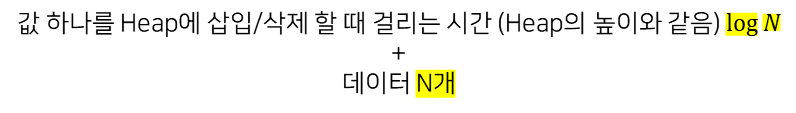 값 하나를 Heap에 삽입/삭제 할 때 걸리는 시간 (Heap의 높이와 같음) log N
+
데이터 N개